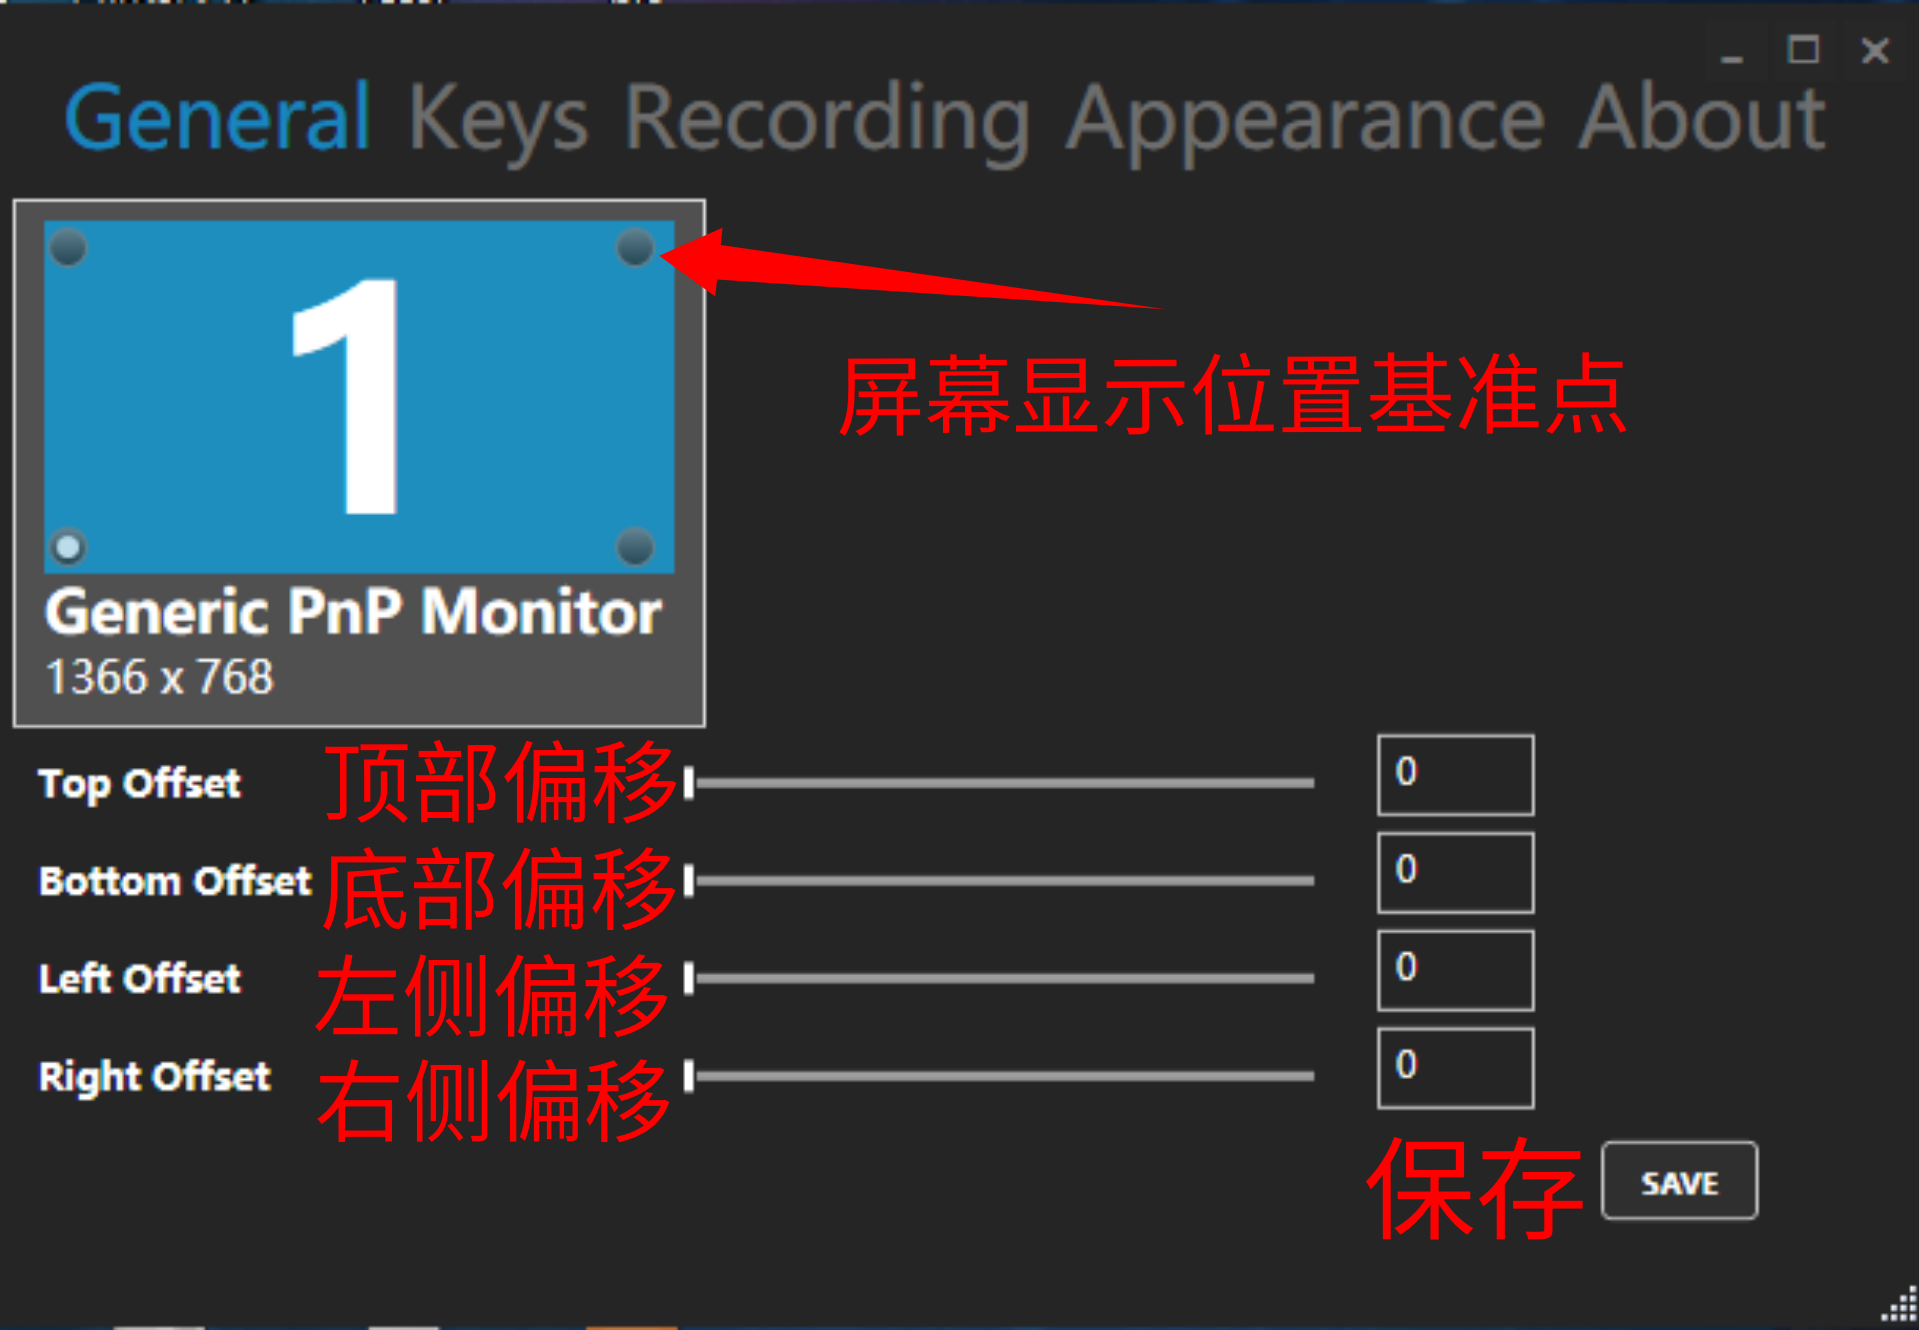 General Keys Recording Appearance About
1
屏幕显示位置基准点
Generic PnP Monitor
1366 x 768
Top Offset 顶部偏移 0
Bottom Offset 底部偏移 0
Left Offset 左侧偏移 0
Right Offset 右侧偏移 0
保存 SAVE